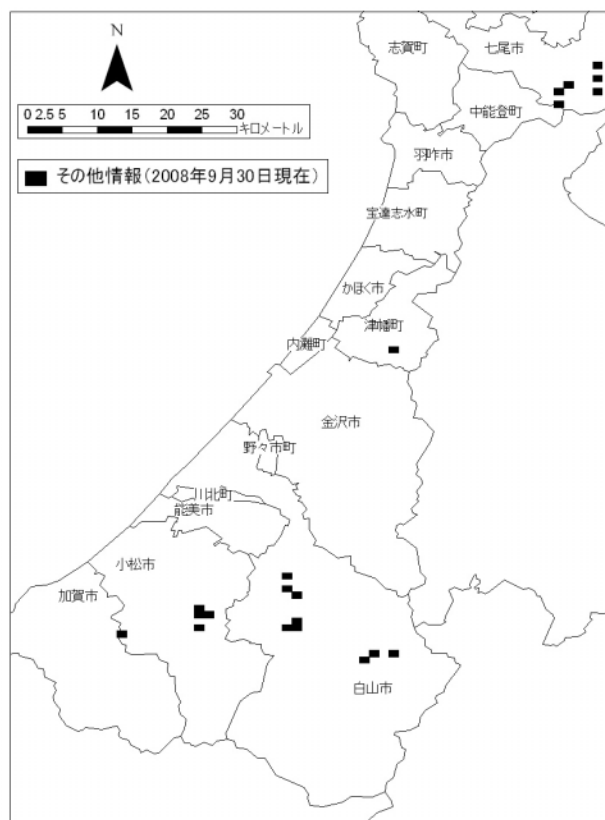 N
0 2.5 5 10 15 20 25 30
キロメートル
その他情報(2008年9月30日現在)
志賀町
七尾市
中能登町
羽咋市
宝達志水町
かほく市
津幡町
内灘町
金沢市
野々市町
川北町
能美市
小松市
加賀市
白山市